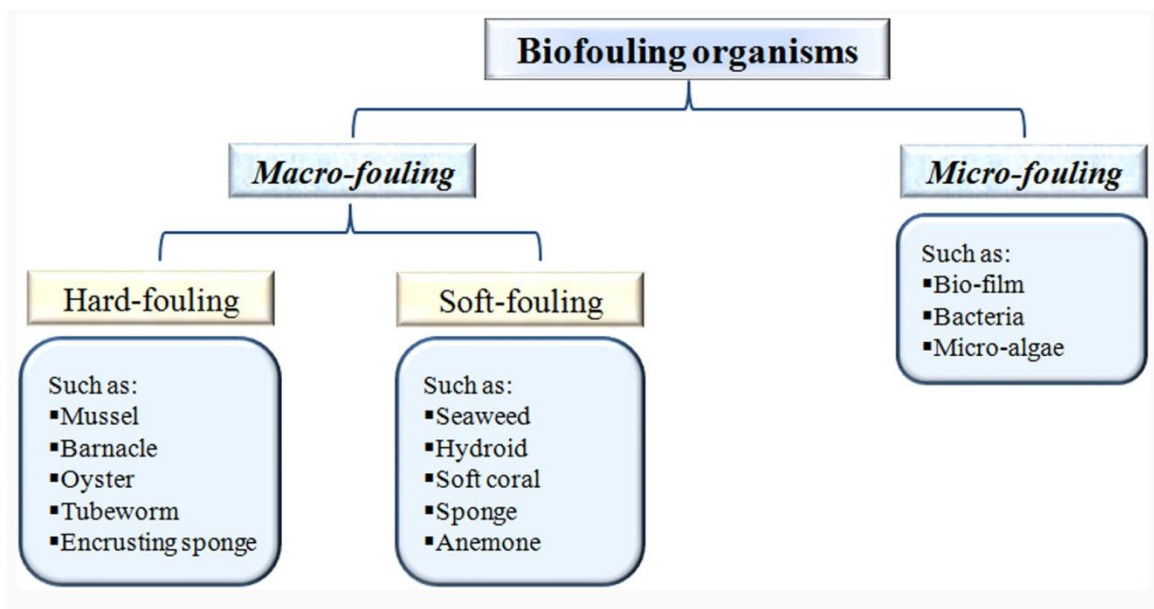 Biofouling organisms
Macro-fouling
Micro-fouling
Hard-fouling
Soft-fouling
Such as:
▪Mussel
▪Barnacle
▪Oyster
▪Tubeworm
▪Encrusting sponge
Such as:
▪Seaweed
▪Hydroid
▪Soft coral
▪Sponge
▪Anemone
Such as:
▪Bio-film
▪Bacteria
▪Micro-algae